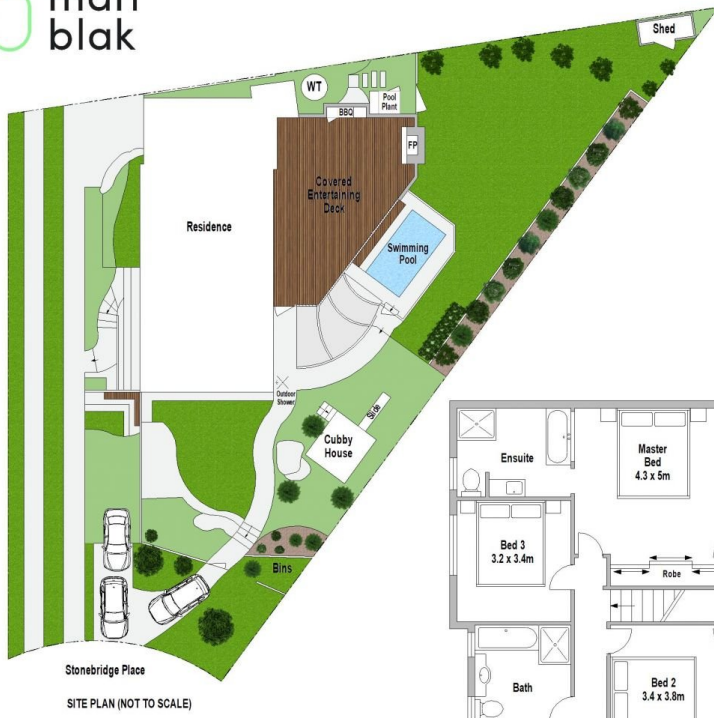 blak
Shed
WT
Pool
Plant
BBQ
FP
Covered
Entertaining
Deck
Residence
Swimming
Pool
Outdoor
Shower
Slide
Cubby
House
Bins
Stonebridge Place
SITE PLAN (NOT TO SCALE)
Ensuite
Master
Bed
4.3 x 5m
Bed 3
3.2 x 3.4m
Robe
Bath
Bed 2
3.4 x 3.8m